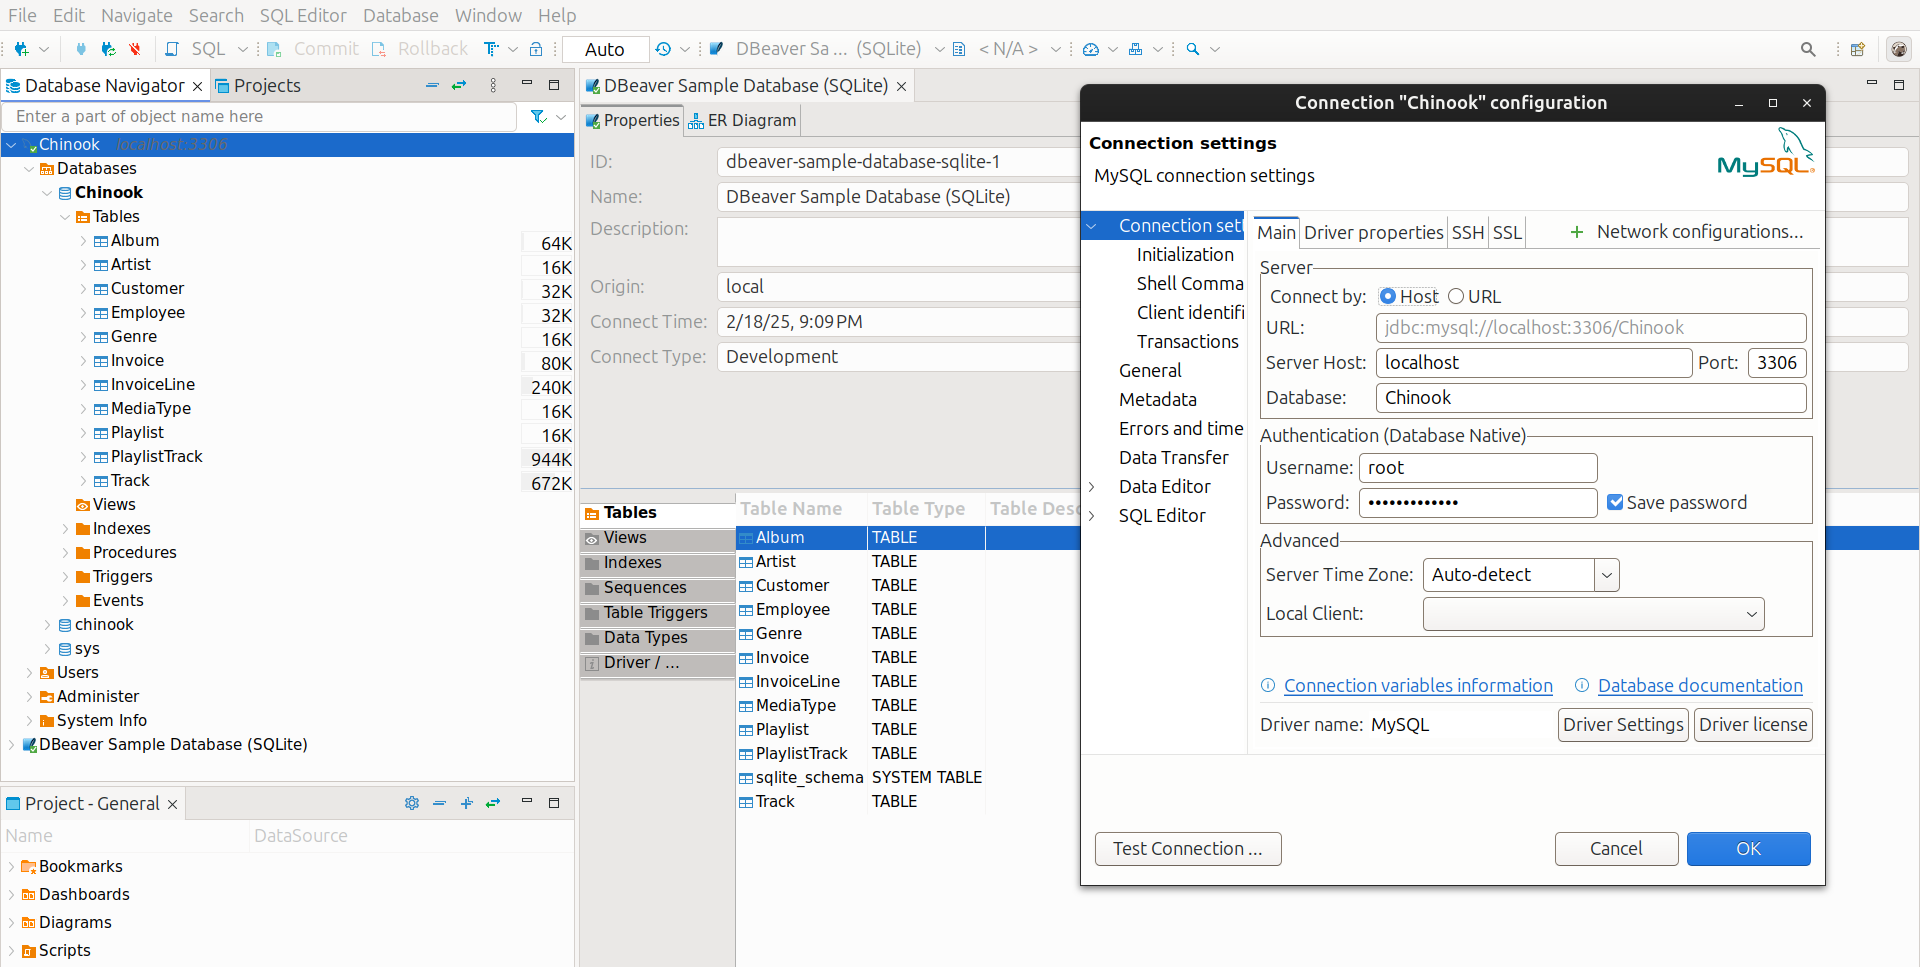 File Edit Navigate Search SQL Editor Database Window Help
SQL Commit Rollback Auto DBeaver Sa ... (SQLite) < N/A >
Database Navigator Projects
Enter a part of object name here
Chinook localhost:3306
Databases
Chinook
Tables
Album 64K
Artist 16K
Customer 32K
Employee 32K
Genre 16K
Invoice 80K
InvoiceLine 240K
MediaType 16K
Playlist 16K
PlaylistTrack 944K
Track 672K
Views
Indexes
Procedures
Triggers
Events
chinook
sys
Users
Administer
System Info
DBeaver Sample Database (SQLite)
Project - General
Name DataSource
Bookmarks
Dashboards
Diagrams
Scripts
DBeaver Sample Database (SQLite)
Properties ER Diagram
ID: dbeaver-sample-database-sqlite-1
Name: DBeaver Sample Database (SQLite)
Description:
Origin: local
Connect Time: 2/18/25, 9:09 PM
Connect Type: Development
Tables
Views
Indexes
Sequences
Table Triggers
Data Types
Driver / ...
Table Name Table Type Table Desc
Album TABLE
Artist TABLE
Customer TABLE
Employee TABLE
Genre TABLE
Invoice TABLE
InvoiceLine TABLE
MediaType TABLE
Playlist TABLE
PlaylistTrack TABLE
sqlite_schema SYSTEM TABLE
Track TABLE
Connection "Chinook" configuration
Connection settings
MySQL connection settings
MySQL
Connection sett
Initialization
Shell Comma
Client identifi
Transactions
General
Metadata
Errors and time
Data Transfer
Data Editor
SQL Editor
Main Driver properties SSH SSL Network configurations...
Server
Connect by: Host URL
URL: jdbc:mysql://localhost:3306/Chinook
Server Host: localhost Port: 3306
Database: Chinook
Authentication (Database Native)
Username: root
Password: ••••••••••••• Save password
Advanced
Server Time Zone: Auto-detect
Local Client:
Connection variables information Database documentation
Driver name: MySQL Driver Settings Driver license
Test Connection ... Cancel OK